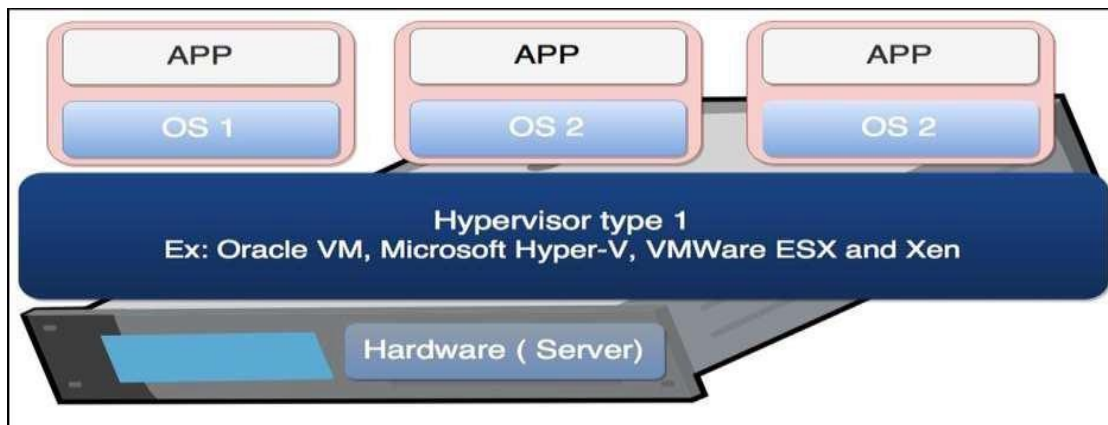 APP
APP
APP
OS 1
OS 2
OS 2
Hypervisor type 1
Ex: Oracle VM, Microsoft Hyper-V, VMWare ESX and Xen
Hardware ( Server)